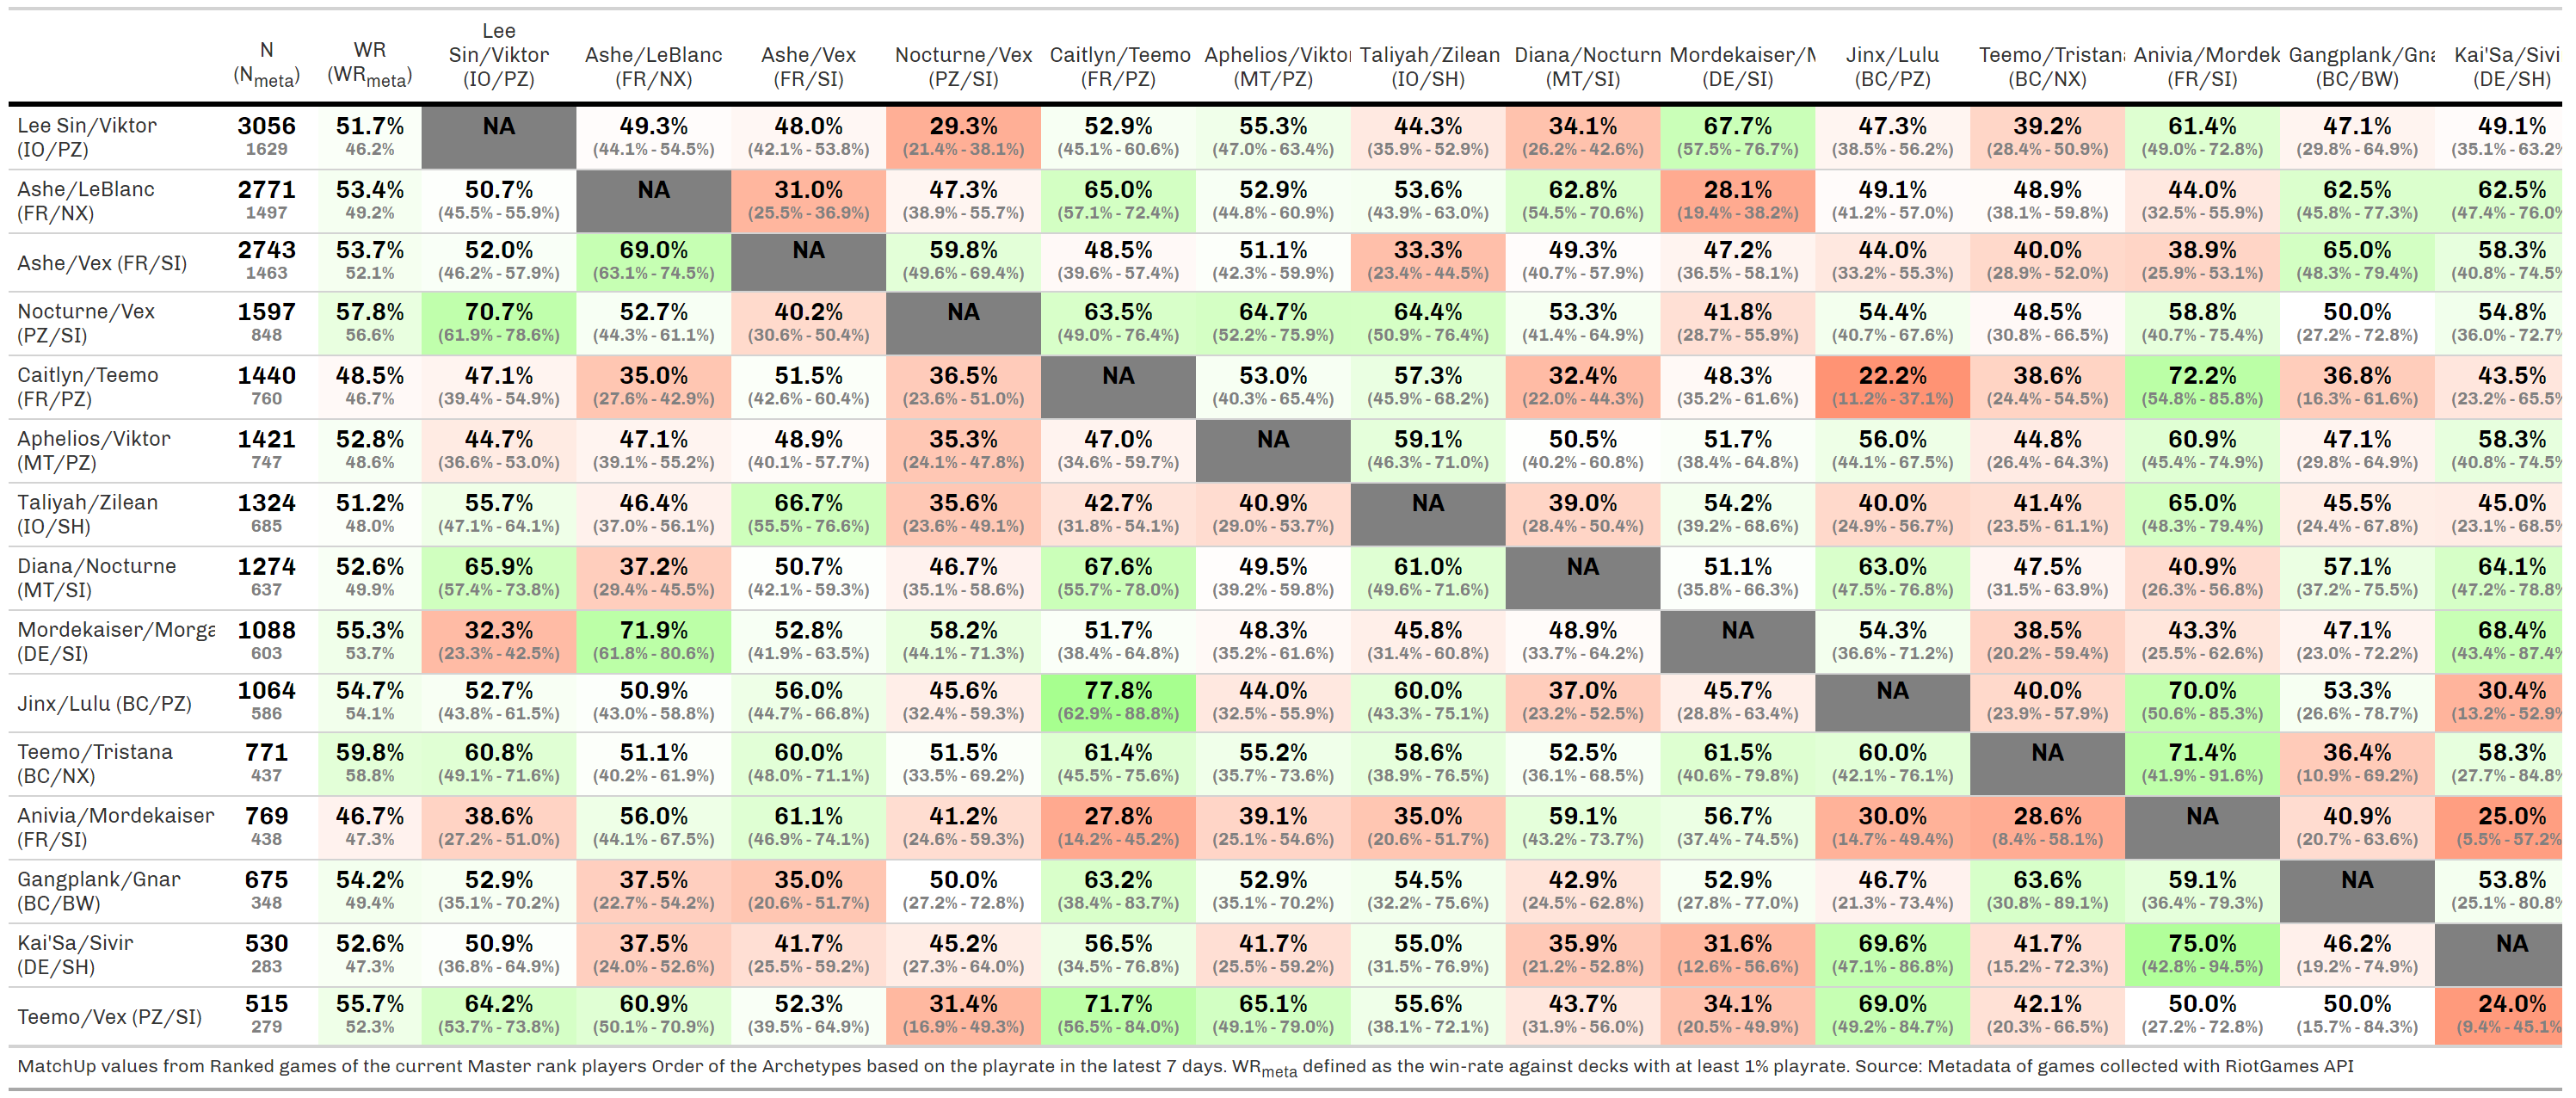 N (Nmeta) WR (WRmeta) Lee Sin/Viktor (IO/PZ) Ashe/LeBlanc (FR/NX) Ashe/Vex (FR/SI) Nocturne/Vex (PZ/SI) Caitlyn/Teemo (FR/PZ) Aphelios/Viktor (MT/PZ) Taliyah/Zilean (IO/SH) Diana/Nocturn (MT/SI) Mordekaiser/M (DE/SI) Jinx/Lulu (BC/PZ) Teemo/Tristana (BC/NX) Anivia/Mordek (FR/SI) Gangplank/Gna (BC/BW) Kai'Sa/Sivi (DE/SH)
Lee Sin/Viktor 3056 51.7% NA 49.3% 48.0% 29.3% 52.9% 55.3% 44.3% 34.1% 67.7% 47.3% 39.2% 61.4% 47.1% 49.1%
(IO/PZ) 1629 46.2% (44.1% - 54.5%) (42.1% - 53.8%) (21.4% - 38.1%) (45.1% - 60.6%) (47.0% - 63.4%) (35.9% - 52.9%) (26.2% - 42.6%) (57.5% - 76.7%) (38.5% - 56.2%) (28.4% - 50.9%) (49.0% - 72.8%) (29.8% - 64.9%) (35.1% - 63.2%
Ashe/LeBlanc 2771 53.4% 50.7% NA 31.0% 47.3% 65.0% 52.9% 53.6% 62.8% 28.1% 49.1% 48.9% 44.0% 62.5% 62.5%
(FR/NX) 1497 49.2% (45.5% - 55.9%) (25.5% - 36.9%) (38.9% - 55.7%) (57.1% - 72.4%) (44.8% - 60.9%) (43.9% - 63.0%) (54.5% - 70.6%) (19.4% - 38.2%) (41.2% - 57.0%) (38.1% - 59.8%) (32.5% - 55.9%) (45.8% - 77.3%) (47.4% - 76.0%
Ashe/Vex (FR/SI) 2743 53.7% 52.0% 69.0% NA 59.8% 48.5% 51.1% 33.3% 49.3% 47.2% 44.0% 40.0% 38.9% 65.0% 58.3%
1463 52.1% (46.2% - 57.9%) (63.1% - 74.5%) (49.6% - 69.4%) (39.6% - 57.4%) (42.3% - 59.9%) (23.4% - 44.5%) (40.7% - 57.9%) (36.5% - 58.1%) (33.2% - 55.3%) (28.9% - 52.0%) (25.9% - 53.1%) (48.3% - 79.4%) (40.8% - 74.5%
Nocturne/Vex 1597 57.8% 70.7% 52.7% 40.2% NA 63.5% 64.7% 64.4% 53.3% 41.8% 54.4% 48.5% 58.8% 50.0% 54.8%
(PZ/SI) 848 56.6% (61.9% - 78.6%) (44.3% - 61.1%) (30.6% - 50.4%) (49.0% - 76.4%) (52.2% - 75.9%) (50.9% - 76.4%) (41.4% - 64.9%) (28.7% - 55.9%) (40.7% - 67.6%) (30.8% - 66.5%) (40.7% - 75.4%) (27.2% - 72.8%) (36.0% - 72.7%
Caitlyn/Teemo 1440 48.5% 47.1% 35.0% 51.5% 36.5% NA 53.0% 57.3% 32.4% 48.3% 22.2% 38.6% 72.2% 36.8% 43.5%
(FR/PZ) 760 46.7% (39.4% - 54.9%) (27.6% - 42.9%) (42.6% - 60.4%) (23.6% - 51.0%) (40.3% - 65.4%) (45.9% - 68.2%) (22.0% - 44.3%) (35.2% - 61.6%) (11.2% - 37.1%) (24.4% - 54.5%) (54.8% - 85.8%) (16.3% - 61.6%) (23.2% - 65.5%
Aphelios/Viktor 1421 52.8% 44.7% 47.1% 48.9% 35.3% 47.0% NA 59.1% 50.5% 51.7% 56.0% 44.8% 60.9% 47.1% 58.3%
(MT/PZ) 747 48.6% (36.6% - 53.0%) (39.1% - 55.2%) (40.1% - 57.7%) (24.1% - 47.8%) (34.6% - 59.7%) (46.3% - 71.0%) (40.2% - 60.8%) (38.4% - 64.8%) (44.1% - 67.5%) (26.4% - 64.3%) (45.4% - 74.9%) (29.8% - 64.9%) (40.8% - 74.5%
Taliyah/Zilean 1324 51.2% 55.7% 46.4% 66.7% 35.6% 42.7% 40.9% NA 39.0% 54.2% 40.0% 41.4% 65.0% 45.5% 45.0%
(IO/SH) 685 48.0% (47.1% - 64.1%) (37.0% - 56.1%) (55.5% - 76.6%) (23.6% - 49.1%) (31.8% - 54.1%) (29.0% - 53.7%) (28.4% - 50.4%) (39.2% - 68.6%) (24.9% - 56.7%) (23.5% - 61.1%) (48.3% - 79.4%) (24.4% - 67.8%) (23.1% - 68.5%
Diana/Nocturne 1274 52.6% 65.9% 37.2% 50.7% 46.7% 67.6% 49.5% 61.0% NA 51.1% 63.0% 47.5% 40.9% 57.1% 64.1%
(MT/SI) 637 49.9% (57.4% - 73.8%) (29.4% - 45.5%) (42.1% - 59.3%) (35.1% - 58.6%) (55.7% - 78.0%) (39.2% - 59.8%) (49.6% - 71.6%) (35.8% - 66.3%) (47.5% - 76.8%) (31.5% - 63.9%) (26.3% - 56.8%) (37.2% - 75.5%) (47.2% - 78.8%
Mordekaiser/Morga 1088 55.3% 32.3% 71.9% 52.8% 58.2% 51.7% 48.3% 45.8% 48.9% NA 54.3% 38.5% 43.3% 47.1% 68.4%
(DE/SI) 603 53.7% (23.3% - 42.5%) (61.8% - 80.6%) (41.9% - 63.5%) (44.1% - 71.3%) (38.4% - 64.8%) (35.2% - 61.6%) (31.4% - 60.8%) (33.7% - 64.2%) (36.6% - 71.2%) (20.2% - 59.4%) (25.5% - 62.6%) (23.0% - 72.2%) (43.4% - 87.4%
Jinx/Lulu (BC/PZ) 1064 54.7% 52.7% 50.9% 56.0% 45.6% 77.8% 44.0% 60.0% 37.0% 45.7% NA 40.0% 70.0% 53.3% 30.4%
586 54.1% (43.8% - 61.5%) (43.0% - 58.8%) (44.7% - 66.8%) (32.4% - 59.3%) (62.9% - 88.8%) (32.5% - 55.9%) (43.3% - 75.1%) (23.2% - 52.5%) (28.8% - 63.4%) (23.9% - 57.9%) (50.6% - 85.3%) (26.6% - 78.7%) (13.2% - 52.9%
Teemo/Tristana 771 59.8% 60.8% 51.1% 60.0% 51.5% 61.4% 55.2% 58.6% 52.5% 61.5% 60.0% NA 71.4% 36.4% 58.3%
(BC/NX) 437 58.8% (49.1% - 71.6%) (40.2% - 61.9%) (48.0% - 71.1%) (33.5% - 69.2%) (45.5% - 75.6%) (35.7% - 73.6%) (38.9% - 76.5%) (36.1% - 68.5%) (40.6% - 79.8%) (42.1% - 76.1%) (41.9% - 91.6%) (10.9% - 69.2%) (27.7% - 84.8%
Anivia/Mordekaiser 769 46.7% 38.6% 56.0% 61.1% 41.2% 27.8% 39.1% 35.0% 59.1% 56.7% 30.0% 28.6% NA 40.9% 25.0%
(FR/SI) 438 47.3% (27.2% - 51.0%) (44.1% - 67.5%) (46.9% - 74.1%) (24.6% - 59.3%) (14.2% - 45.2%) (25.1% - 54.6%) (20.6% - 51.7%) (43.2% - 73.7%) (37.4% - 74.5%) (14.7% - 49.4%) (8.4% - 58.1%) (20.7% - 63.6%) (5.5% - 57.2%
Gangplank/Gnar 675 54.2% 52.9% 37.5% 35.0% 50.0% 63.2% 52.9% 54.5% 42.9% 52.9% 46.7% 63.6% 59.1% NA 53.8%
(BC/BW) 348 49.4% (35.1% - 70.2%) (22.7% - 54.2%) (20.6% - 51.7%) (27.2% - 72.8%) (38.4% - 83.7%) (35.1% - 70.2%) (32.2% - 75.6%) (24.5% - 62.8%) (27.8% - 77.0%) (21.3% - 73.4%) (30.8% - 89.1%) (36.4% - 79.3%) (25.1% - 80.8%
Kai'Sa/Sivir 530 52.6% 50.9% 37.5% 41.7% 45.2% 56.5% 41.7% 55.0% 35.9% 31.6% 69.6% 41.7% 75.0% 46.2% NA
(DE/SH) 283 47.3% (36.8% - 64.9%) (24.0% - 52.6%) (25.5% - 59.2%) (27.3% - 64.0%) (34.5% - 76.8%) (25.5% - 59.2%) (31.5% - 76.9%) (21.2% - 52.8%) (12.6% - 56.6%) (47.1% - 86.8%) (15.2% - 72.3%) (42.8% - 94.5%) (19.2% - 74.9%)
Teemo/Vex (PZ/SI) 515 55.7% 64.2% 60.9% 52.3% 31.4% 71.7% 65.1% 55.6% 43.7% 34.1% 69.0% 42.1% 50.0% 50.0% 24.0%
279 52.3% (53.7% - 73.8%) (50.1% - 70.9%) (39.5% - 64.9%) (16.9% - 49.3%) (56.5% - 84.0%) (49.1% - 79.0%) (38.1% - 72.1%) (31.9% - 56.0%) (20.5% - 49.9%) (49.2% - 84.7%) (20.3% - 66.5%) (27.2% - 72.8%) (15.7% - 84.3%) (9.4% - 45.1%
MatchUp values from Ranked games of the current Master rank players Order of the Archetypes based on the playrate in the latest 7 days. WRmeta defined as the win-rate against decks with at least 1% playrate. Source: Metadata of games collected with RiotGames API